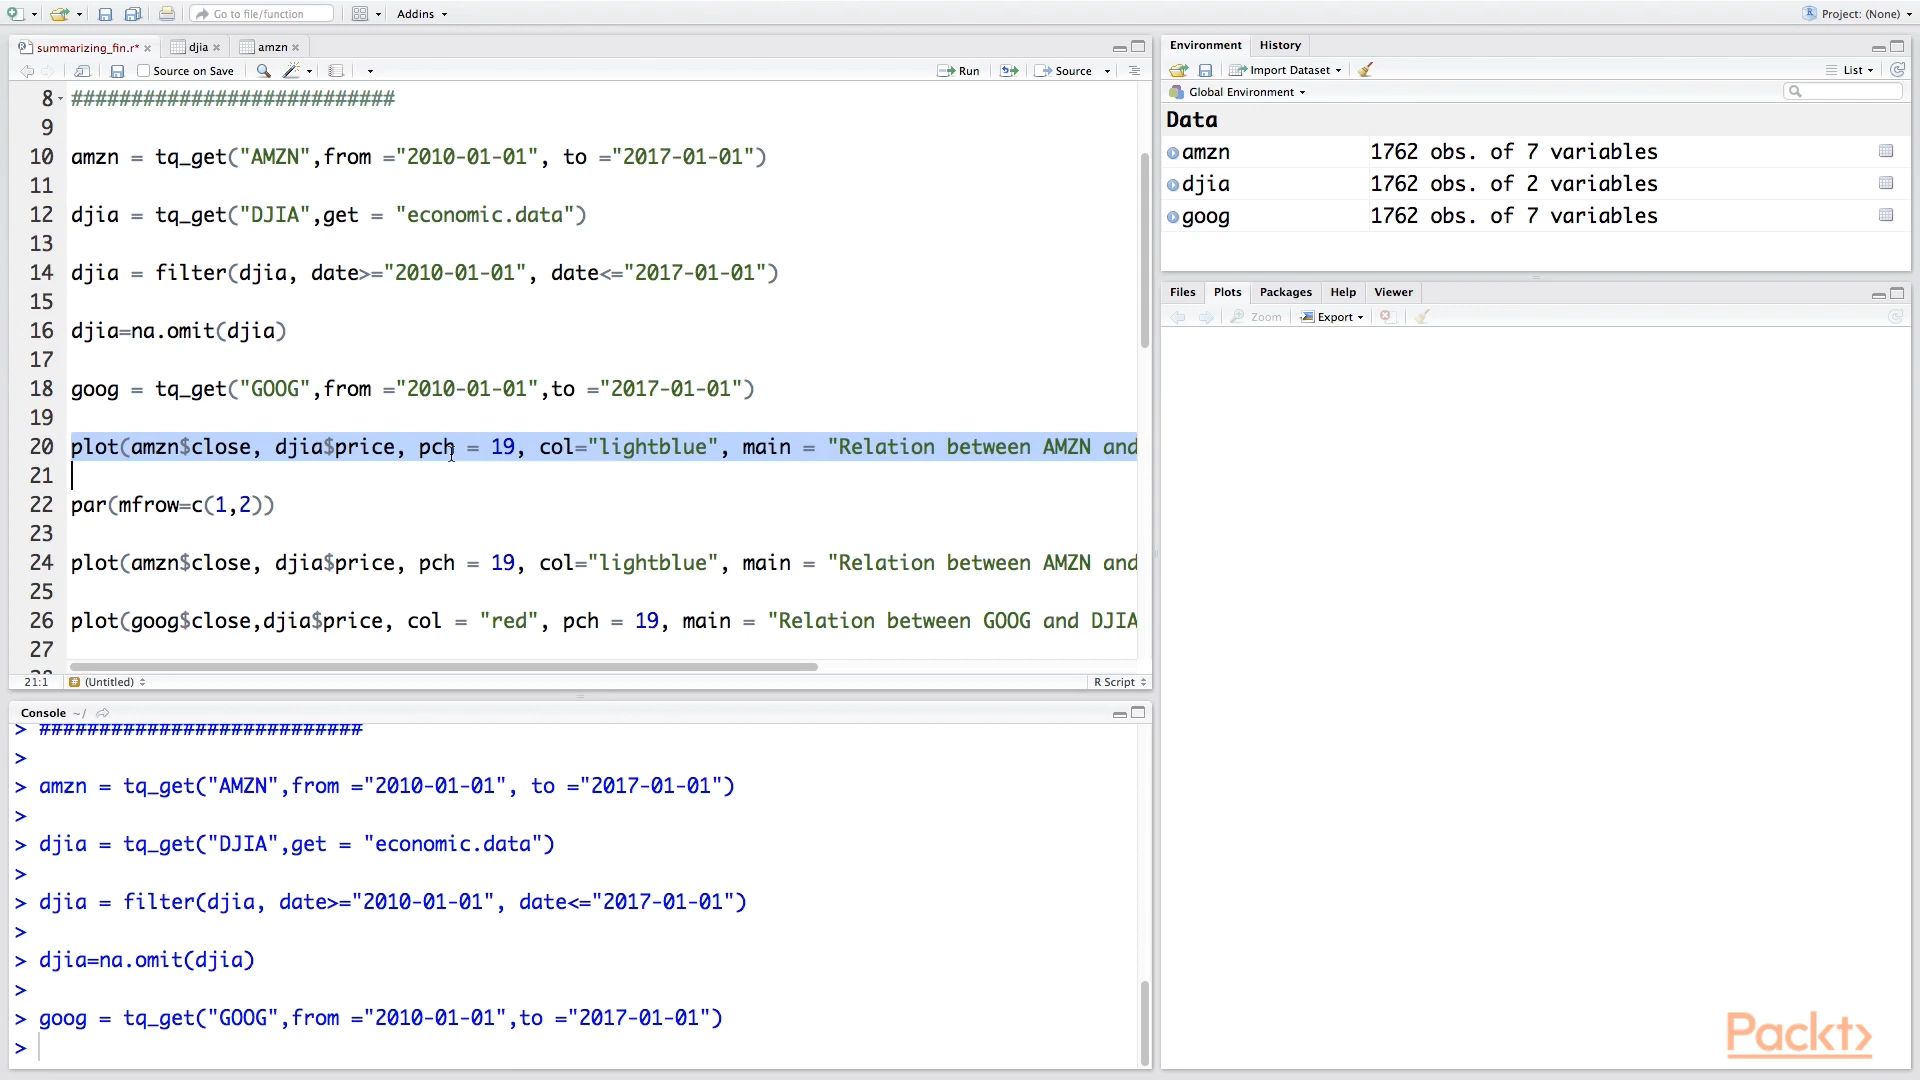 Go to file/function
Addins
Project: (None)
summarizing_fin.r*
djia
amzn
Source on Save
Run
Source
8 ###########################
9
10 amzn = tq_get("AMZN",from ="2010-01-01", to ="2017-01-01")
11
12 djia = tq_get("DJIA",get = "economic.data")
13
14 djia = filter(djia, date>="2010-01-01", date<="2017-01-01")
15
16 djia=na.omit(djia)
17
18 goog = tq_get("GOOG",from ="2010-01-01",to ="2017-01-01")
19
20 plot(amzn$close, djia$price, pch = 19, col="lightblue", main = "Relation between AMZN and
21
22 par(mfrow=c(1,2))
23
24 plot(amzn$close, djia$price, pch = 19, col="lightblue", main = "Relation between AMZN and
25
26 plot(goog$close,djia$price, col = "red", pch = 19, main = "Relation between GOOG and DJIA
27
21:1 (Untitled) R Script
Console ~/
> ###########################
>
> amzn = tq_get("AMZN",from ="2010-01-01", to ="2017-01-01")
>
> djia = tq_get("DJIA",get = "economic.data")
>
> djia = filter(djia, date>="2010-01-01", date<="2017-01-01")
>
> djia=na.omit(djia)
>
> goog = tq_get("GOOG",from ="2010-01-01",to ="2017-01-01")
>
Environment History
Import Dataset List
Global Environment
Data
amzn 1762 obs. of 7 variables
djia 1762 obs. of 2 variables
goog 1762 obs. of 7 variables
Files Plots Packages Help Viewer
Zoom Export
Packt>